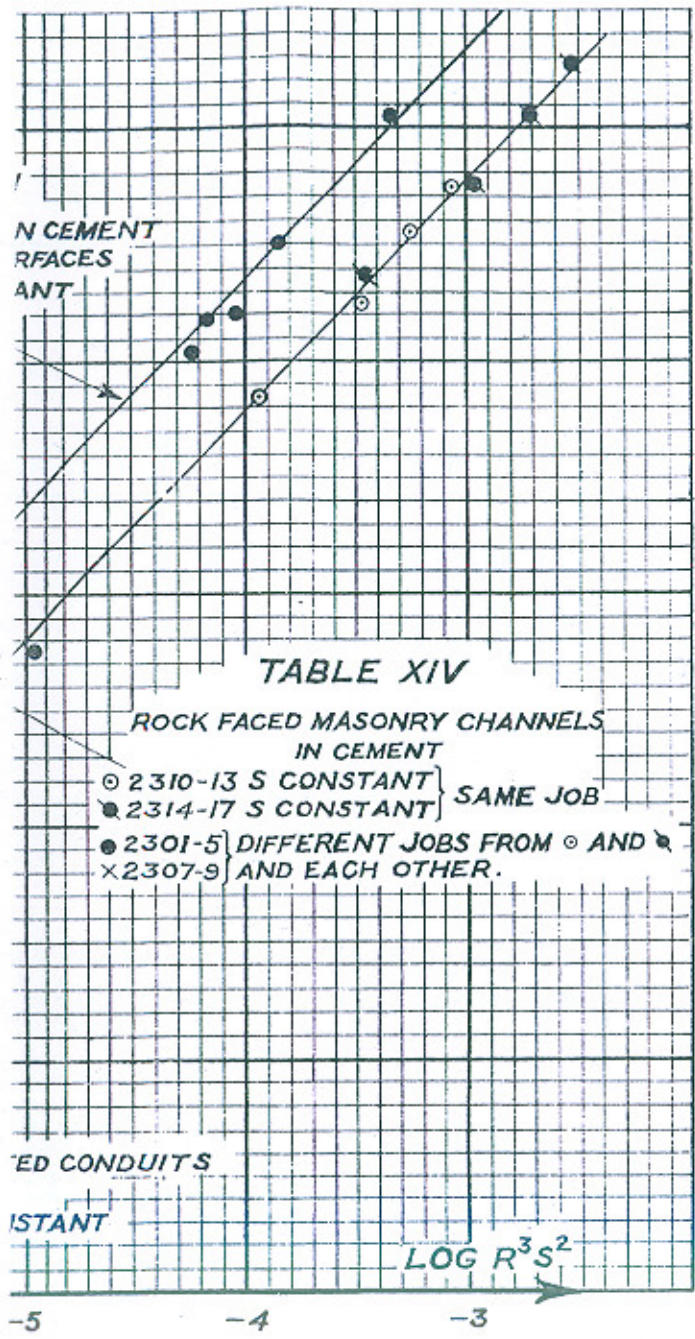 N CEMENT
RFACES
ANT
TABLE XIV
ROCK FACED MASONRY CHANNELS
IN CEMENT
⊙ 2310-13 S CONSTANT } SAME JOB
2314-17 S CONSTANT
● 2301-5 } DIFFERENT JOBS FROM ⊙ AND
× 2307-9 } AND EACH OTHER.
ED CONDUITS
STANT
LOG R³S²
-5 -4 -3